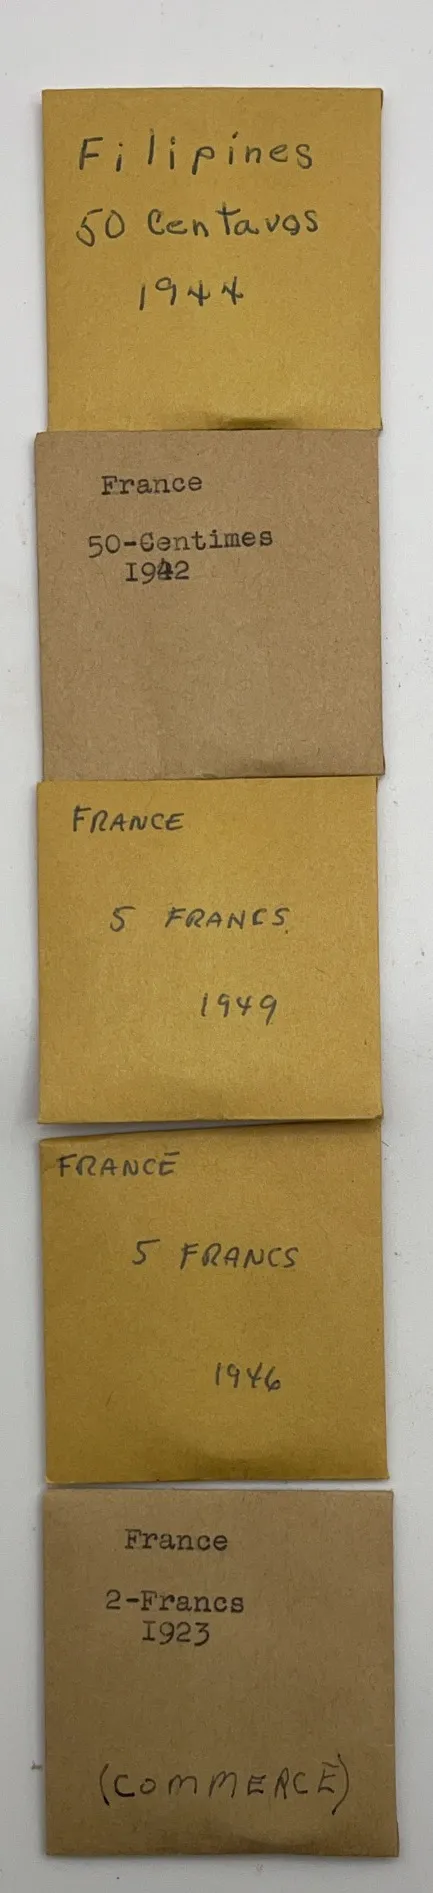 Filipines
50 Centavos
1944
France
50-Centimes
1942
FRANCE
5 FRANCS
1949
FRANCE
5 FRANCS
1946
France
2-Francs
1923
(COMMERCE)